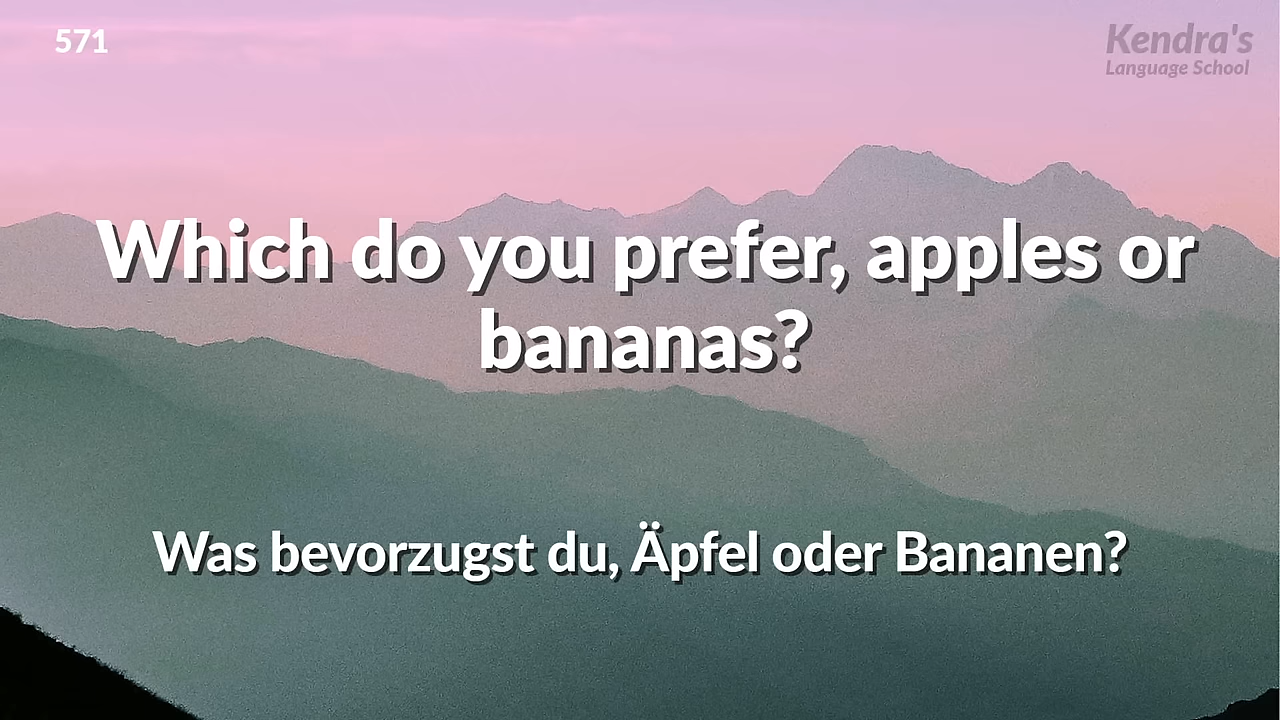 571
Kendra's
Language School
Which do you prefer, apples or
bananas?
Was bevorzugst du, Äpfel oder Bananen?